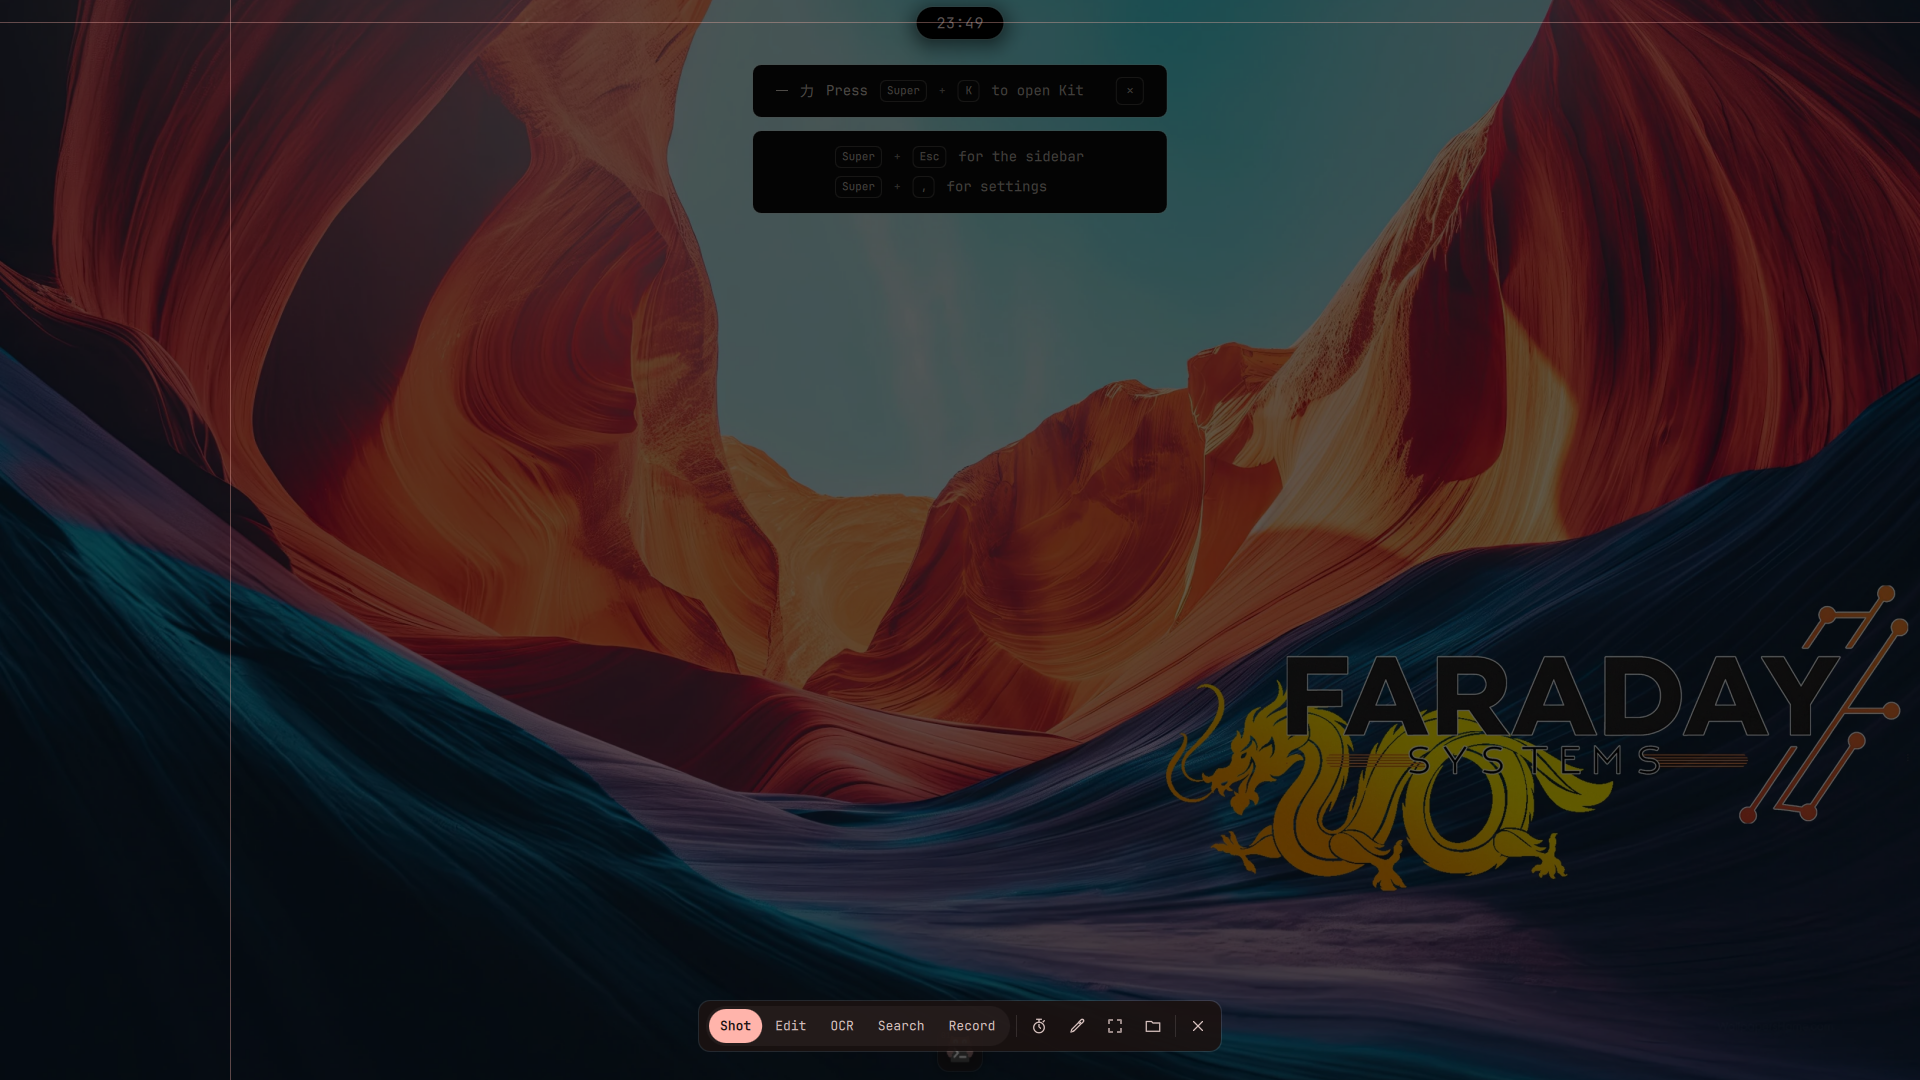 23:49
一 力 Press Super + K to open Kit ×
Super + Esc for the sidebar
Super + , for settings
FARADAY
SYSTEMS
Shot Edit OCR Search Record